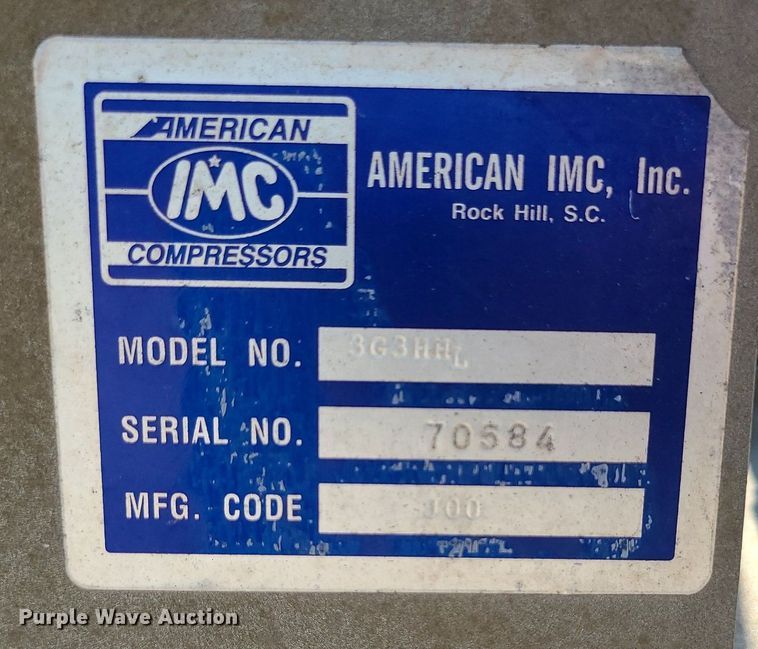 AMERICAN
IMC
COMPRESSORS
AMERICAN IMC, Inc.
Rock Hill, S.C.
MODEL NO. 3G3HHL
SERIAL NO. 70584
MFG. CODE 100
Purple Wave Auction